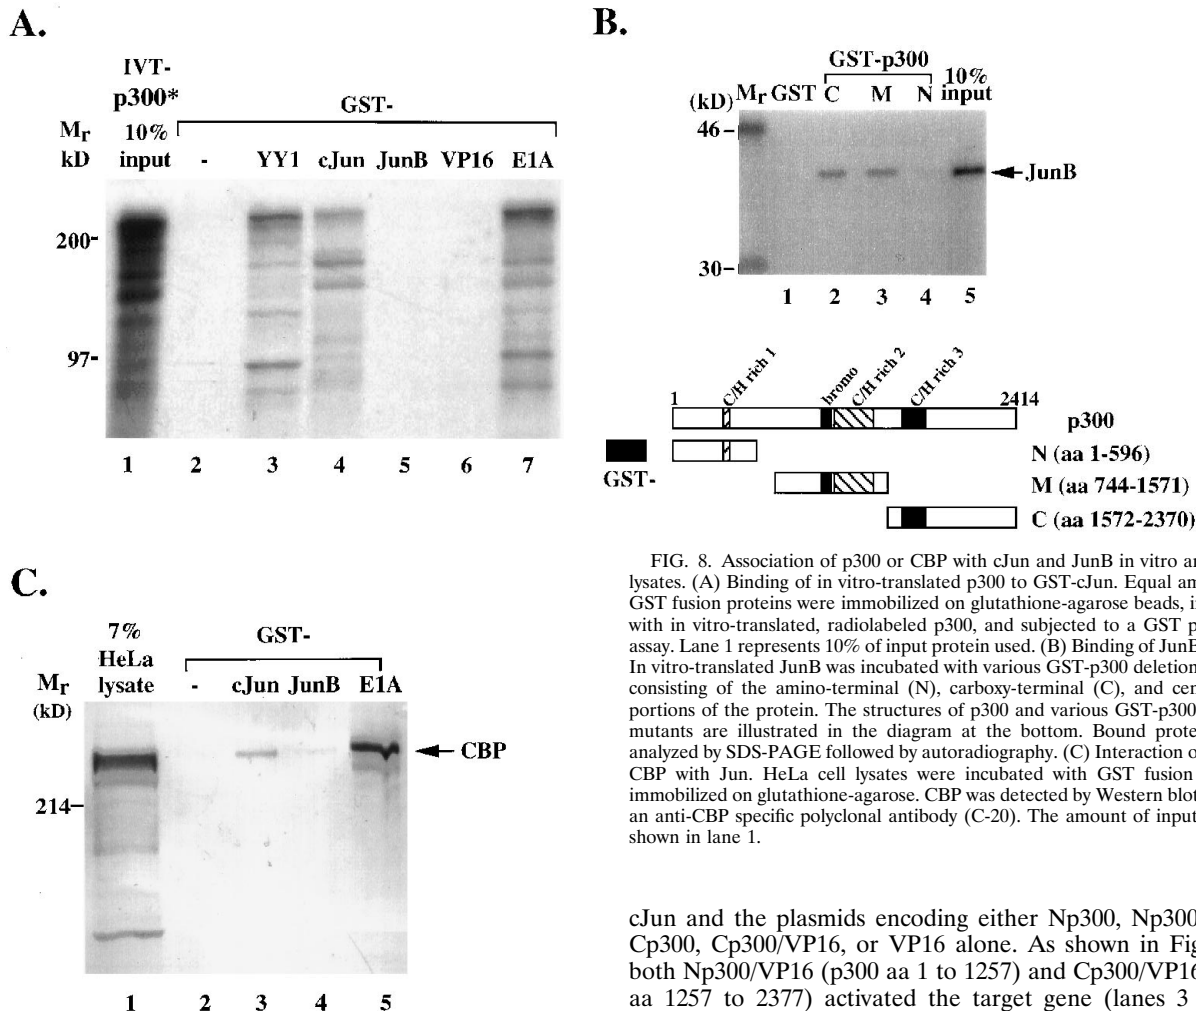 A.
IVT-
p300*
GST-
Mr 10%
kD input - YY1 cJun JunB VP16 E1A
200-
97-
1 2 3 4 5 6 7
B.
GST-p300
10%
(kD) Mr GST C M N input
46-
JunB
30-
1 2 3 4 5
C/H rich 1
bromo
C/H rich 2
C/H rich 3
1 2414
p300
N (aa 1-596)
GST-
M (aa 744-1571)
C (aa 1572-2370)
C.
7%
HeLa
lysate
GST-
Mr
(kD)
- cJun JunB E1A
CBP
214-
1 2 3 4 5
FIG. 8. Association of p300 or CBP with cJun and JunB in vitro an
lysates. (A) Binding of in vitro-translated p300 to GST-cJun. Equal am
GST fusion proteins were immobilized on glutathione-agarose beads, i
with in vitro-translated, radiolabeled p300, and subjected to a GST p
assay. Lane 1 represents 10% of input protein used. (B) Binding of JunB
In vitro-translated JunB was incubated with various GST-p300 deletion
consisting of the amino-terminal (N), carboxy-terminal (C), and cen
portions of the protein. The structures of p300 and various GST-p300
mutants are illustrated in the diagram at the bottom. Bound prote
analyzed by SDS-PAGE followed by autoradiography. (C) Interaction o
CBP with Jun. HeLa cell lysates were incubated with GST fusion
immobilized on glutathione-agarose. CBP was detected by Western blot
an anti-CBP specific polyclonal antibody (C-20). The amount of input
shown in lane 1.
cJun and the plasmids encoding either Np300, Np300
Cp300, Cp300/VP16, or VP16 alone. As shown in Fig
both Np300/VP16 (p300 aa 1 to 1257) and Cp300/VP16
aa 1257 to 2377) activated the target gene (lanes 3